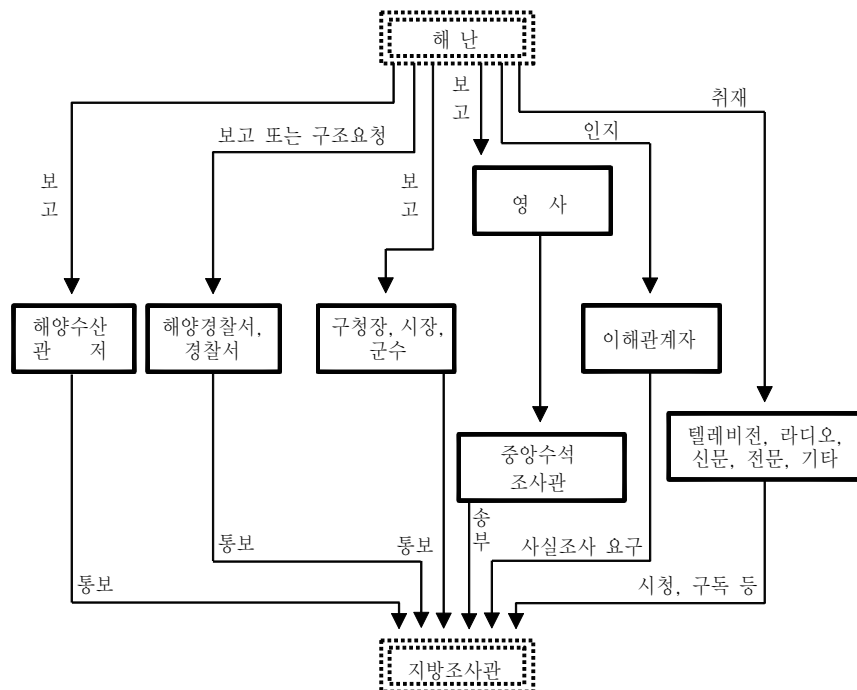 해 난
보
고
취재
인지
보고 또는 구조요청
보
고
보
고
영 사
해양수산
관 저
해양경찰서,
경찰서
구청장, 시장,
군수
이해관계자
텔레비전, 라디오,
신문, 전문, 기타
중앙수석
조사관
송
부
통보
통보
사실조사 요구
통보
시청, 구독 등
지방조사관